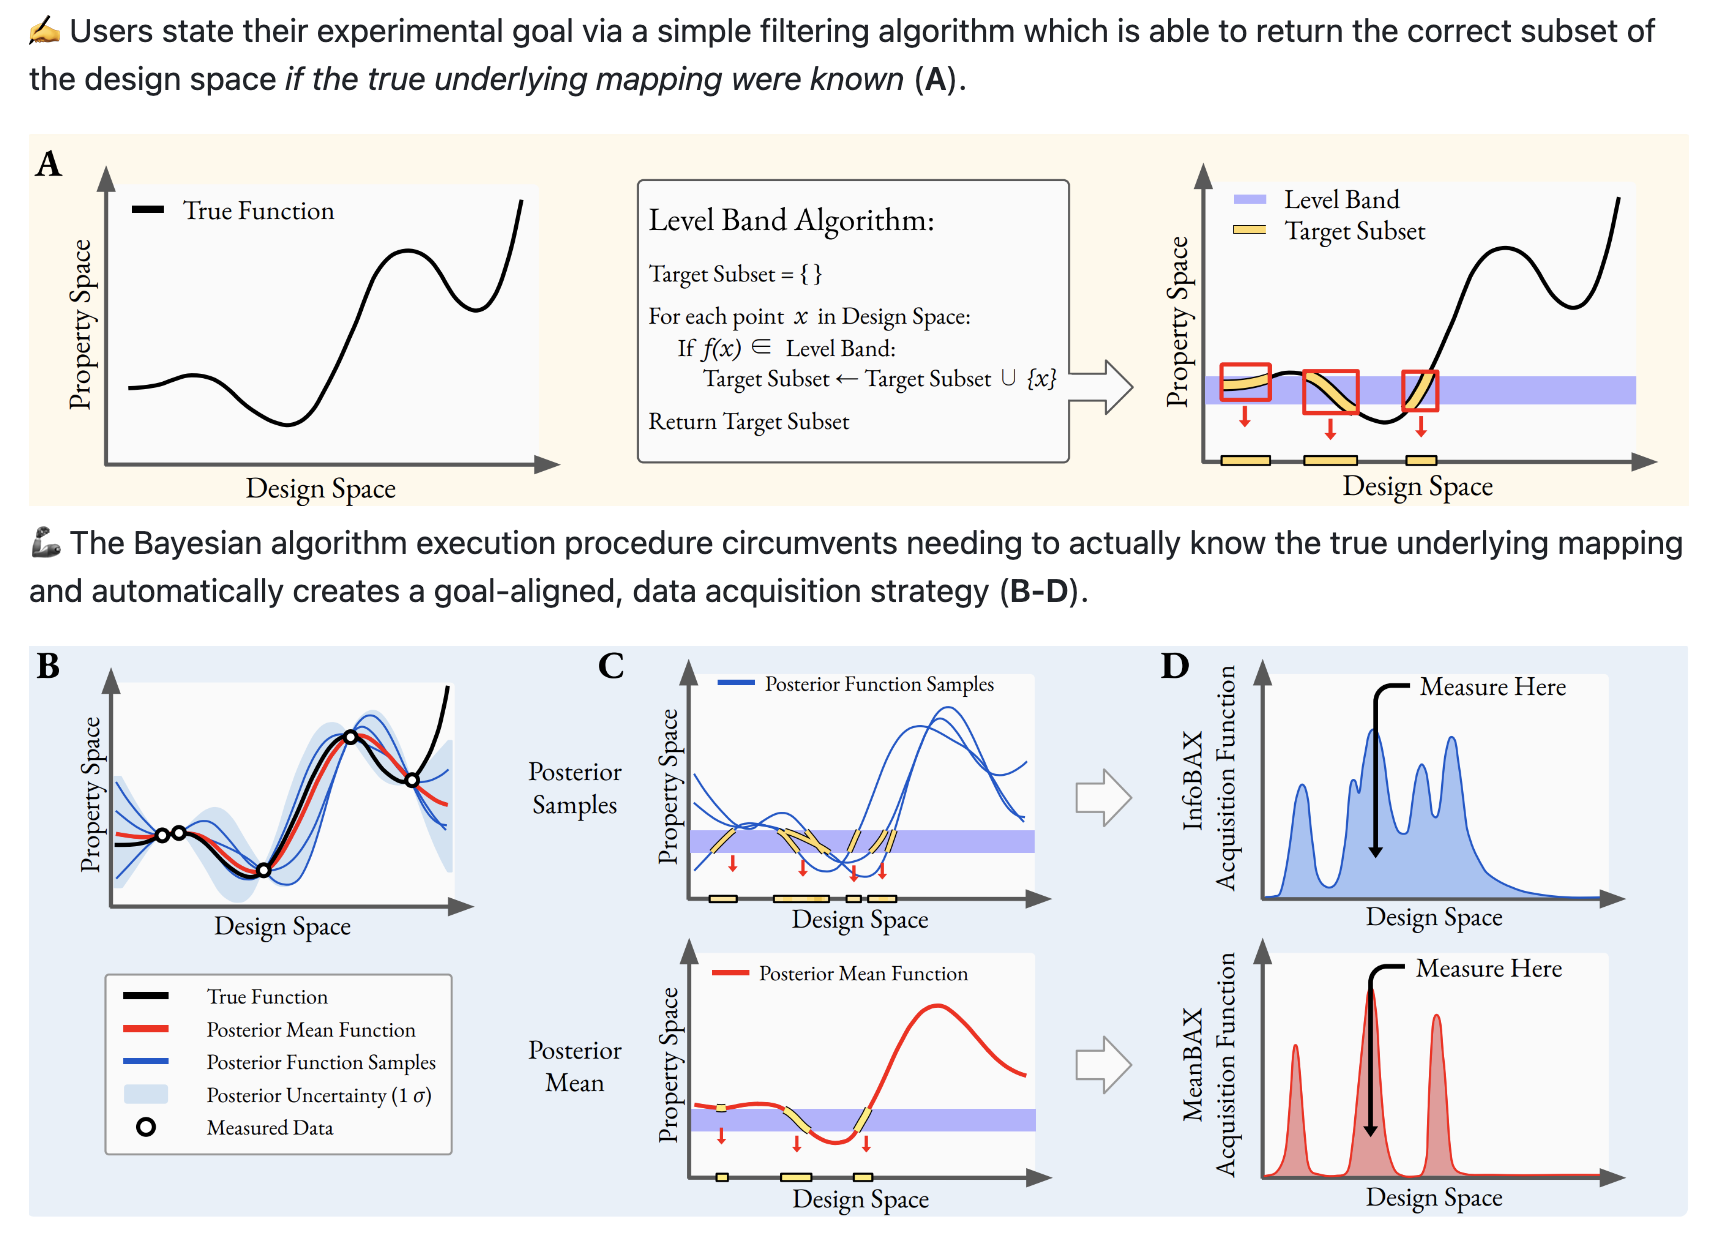 ✍️ Users state their experimental goal via a simple filtering algorithm which is able to return the correct subset of
the design space if the true underlying mapping were known (A).
A
True Function
Property Space
Design Space
Level Band Algorithm:
Target Subset = { }
For each point x in Design Space:
If f(x) ∈ Level Band:
Target Subset ← Target Subset ∪ {x}
Return Target Subset
Level Band
Target Subset
Property Space
Design Space
🦾 The Bayesian algorithm execution procedure circumvents needing to actually know the true underlying mapping
and automatically creates a goal-aligned, data acquisition strategy (B-D).
B
Property Space
Design Space
True Function
Posterior Mean Function
Posterior Function Samples
Posterior Uncertainty (1 σ)
Measured Data
C
Posterior
Samples
Posterior Function Samples
Property Space
Design Space
Posterior
Mean
Posterior Mean Function
Property Space
Design Space
D
InfoBAX
Acquisition Function
Measure Here
Design Space
MeanBAX
Acquisition Function
Measure Here
Design Space